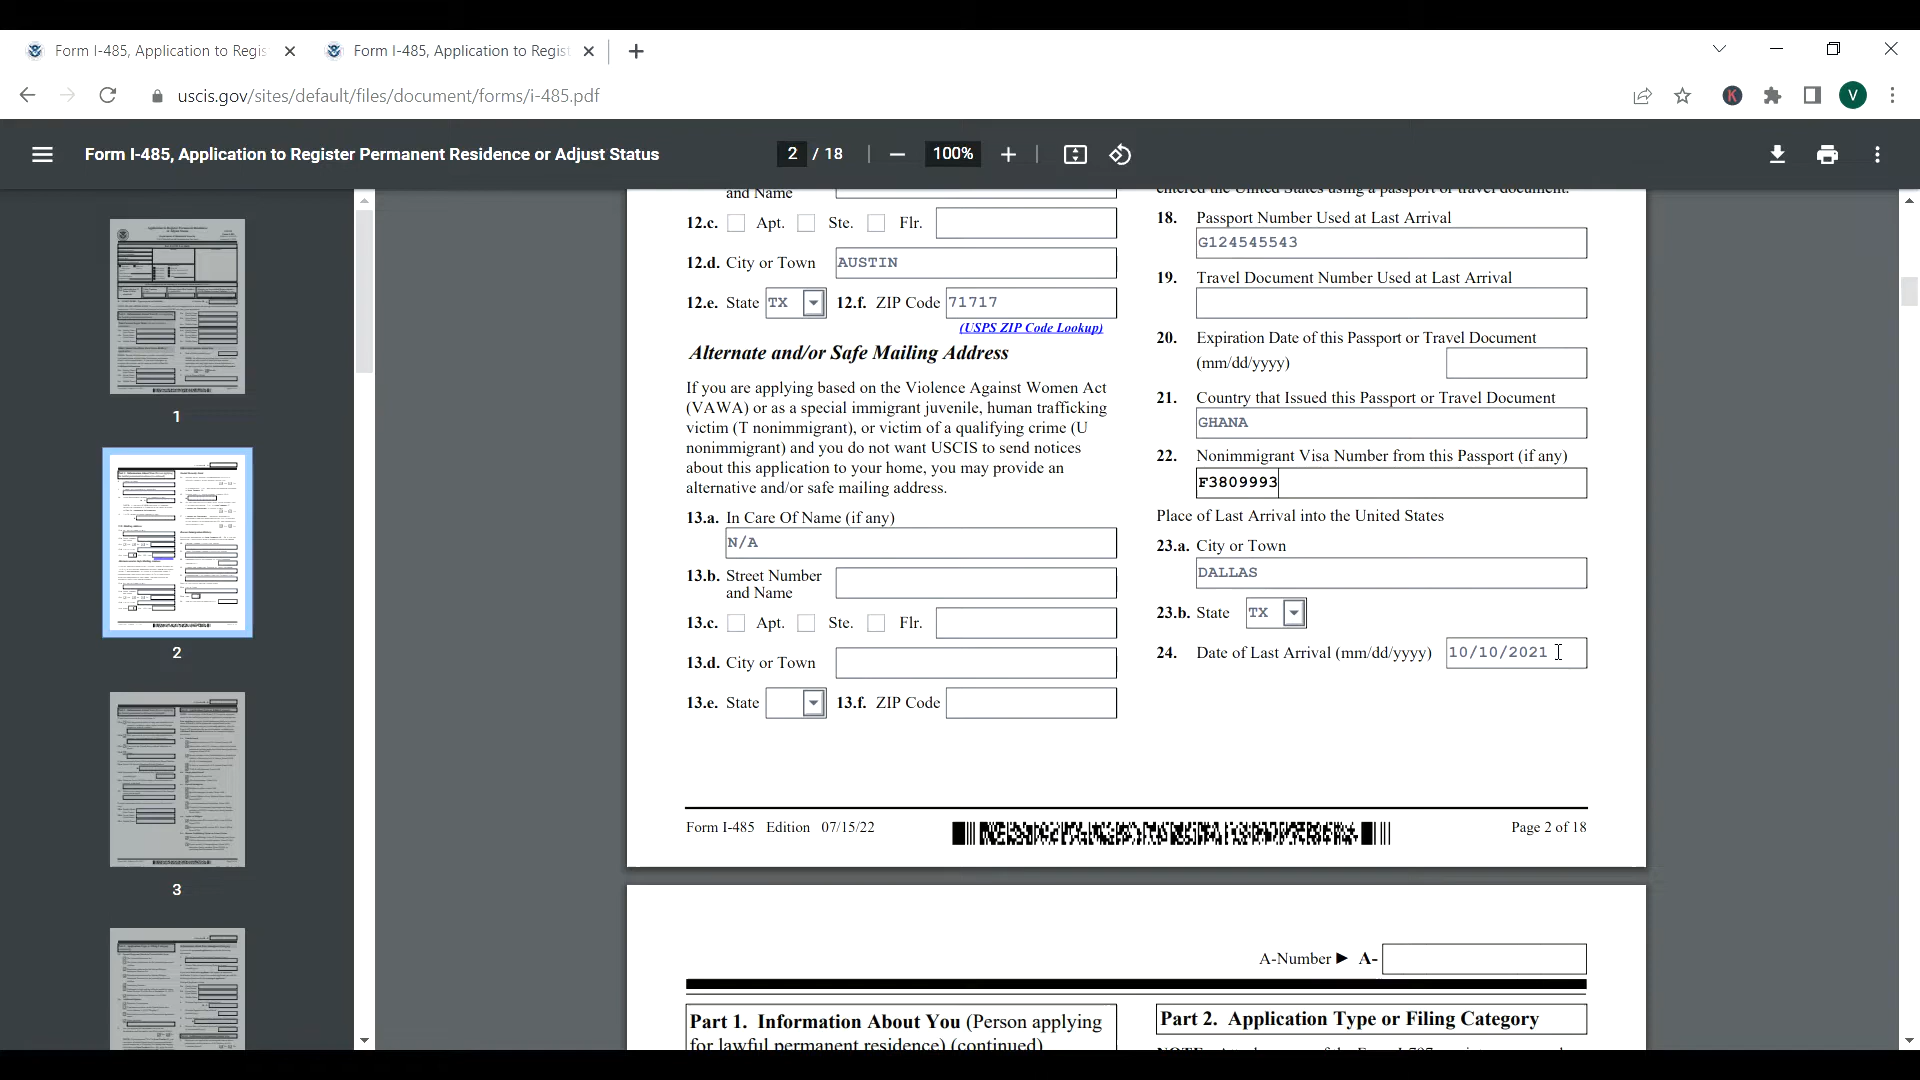 Form I-485, Application to Regis
Form I-485, Application to Regist
uscis.gov/sites/default/files/document/forms/i-485.pdf
K
V
Form I-485, Application to Register Permanent Residence or Adjust Status
2 / 18
100%
1
2
3
and Name
12.c. Apt. Ste. Flr.
12.d. City or Town AUSTIN
12.e. State TX 12.f. ZIP Code 71717
(USPS ZIP Code Lookup)
Alternate and/or Safe Mailing Address
If you are applying based on the Violence Against Women Act
(VAWA) or as a special immigrant juvenile, human trafficking
victim (T nonimmigrant), or victim of a qualifying crime (U
nonimmigrant) and you do not want USCIS to send notices
about this application to your home, you may provide an
alternative and/or safe mailing address.
13.a. In Care Of Name (if any)
N/A
13.b. Street Number
and Name
13.c. Apt. Ste. Flr.
13.d. City or Town
13.e. State 13.f. ZIP Code
entered the United States using a passport or travel document.
18. Passport Number Used at Last Arrival
G124545543
19. Travel Document Number Used at Last Arrival
20. Expiration Date of this Passport or Travel Document
(mm/dd/yyyy)
21. Country that Issued this Passport or Travel Document
GHANA
22. Nonimmigrant Visa Number from this Passport (if any)
F3809993
Place of Last Arrival into the United States
23.a. City or Town
DALLAS
23.b. State TX
24. Date of Last Arrival (mm/dd/yyyy) 10/10/2021
Form I-485 Edition 07/15/22
Page 2 of 18
A-Number ► A-
Part 1. Information About You (Person applying
for lawful permanent residence) (continued)
Part 2. Application Type or Filing Category